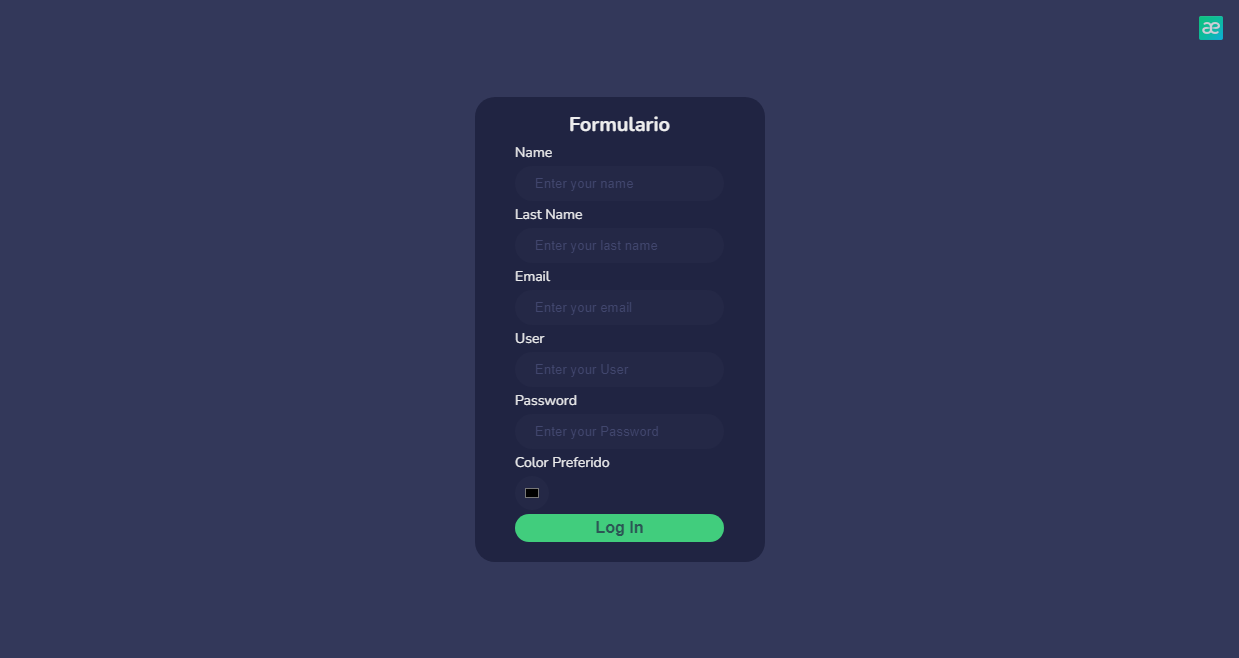 æ
Formulario
Name
Enter your name
Last Name
Enter your last name
Email
Enter your email
User
Enter your User
Password
Enter your Password
Color Preferido
Log In